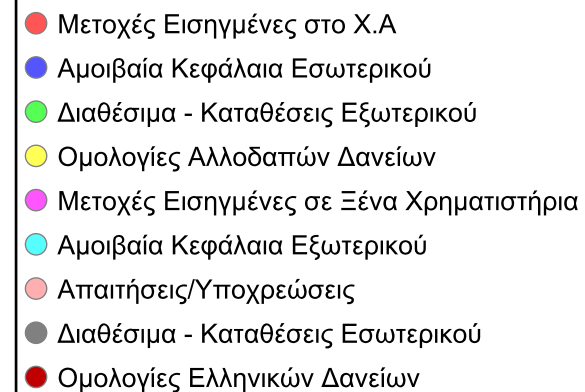 Μετοχές Εισηγμένες στο Χ.Α
Αμοιβαία Κεφάλαια Εσωτερικού
Διαθέσιμα - Καταθέσεις Εξωτερικού
Ομολογίες Αλλοδαπών Δανείων
Μετοχές Εισηγμένες σε Ξένα Χρηματιστήρια
Αμοιβαία Κεφάλαια Εξωτερικού
Απαιτήσεις/Υποχρεώσεις
Διαθέσιμα - Καταθέσεις Εσωτερικού
Ομολογίες Ελληνικών Δανείων